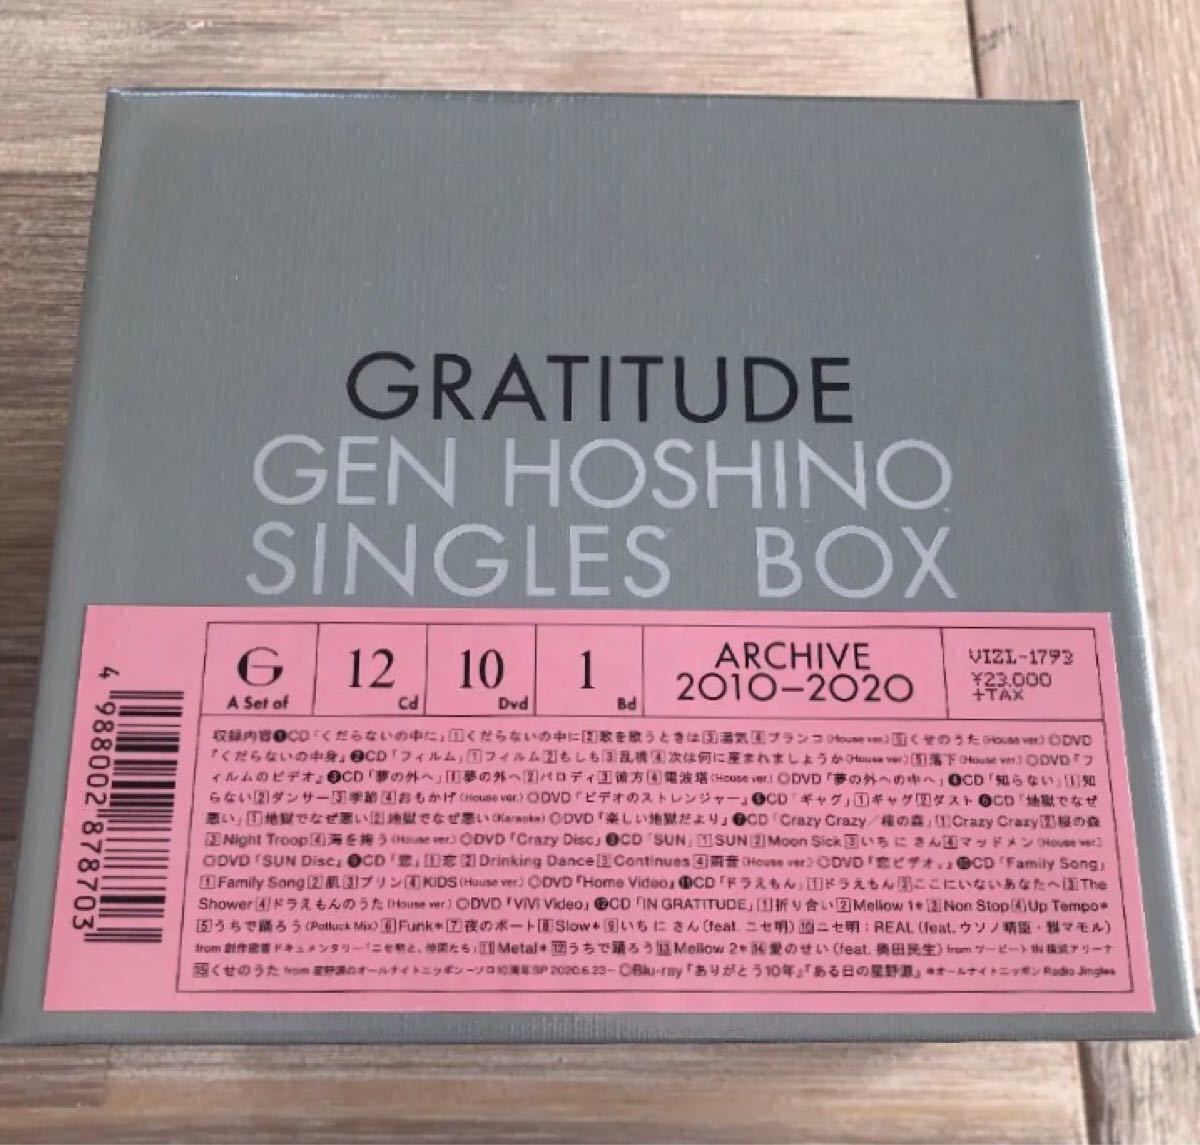 GRATITUDE
GEN HOSHINO
SINGLES BOX
G
A Set of
12
Cd
10
Dvd
1
Bd
ARCHIVE
2010-2020
VIZL-1793
¥23,000
+TAX
4 988002 878703
収録内容❶CD「くだらないの中に」1くだらないの中に2歌を歌うときは3湯気4ブランコ(House ver.)5くせのうた(House ver.)◎DVD
『くだらないの中身』❷CD「フィルム」1フィルム2もしも3乱視4次は何に産まれましょうか(House ver.)5落下(House ver.)◎DVD『フ
ィルムのビデオ』❸CD「夢の外へ」1夢の外へ2パロディ3彼方4電波塔(House ver.)◎DVD『夢の外への中へ』❹CD「知らない」1知
らない2ダンサー3季節4おもかげ(House ver.)◎DVD『ビデオのストレンジャー』❺CD「ギャグ」1ギャグ2ダスト❻CD「地獄でなぜ
悪い」1地獄でなぜ悪い2地獄でなぜ悪い(Karaoke)◎DVD『楽しい地獄だより』❼CD「Crazy Crazy/桜の森」1Crazy Crazy2桜の森
3Night Troop4海を掬う(House ver.)◎DVD『Crazy Disc』❽CD「SUN」1SUN2Moon Sick3いち に さん4マッドメン(House ver.)
◎DVD『SUN Disc』❾CD「恋」1恋2Drinking Dance3Continues4雨音(House ver.)◎DVD『恋ビデオ。』❿CD「Family Song」
1Family Song2肌3プリン4KIDS(House ver.)◎DVD『Home Video』⓫CD「ドラえもん」1ドラえもん2ここにいないあなたへ3The
Shower4ドラえもんのうた(House ver.)◎DVD『ViVi Video』⓬CD「IN GRATITUDE」1折り合い2Mellow 1*3Non Stop4Up Tempo*
5うちで踊ろう(Potluck Mix)6Funk*7夜のボート8Slow*9いち に さん(feat. ニセ明)10ニセ明:REAL(feat. ウソノ晴臣・雅マモル)
from 創作密着ドキュメンタリー「ニセ明と、仲間たち」11Metal*12うちで踊ろう13Mellow 2*14愛のせい(feat. 奥田民生)from ツービート IN 横浜アリーナ
15くせのうた from 星野源のオールナイトニッポン-ソロ10周年SP 2020.6.23-◎Blu-ray『ありがとう10年』『ある日の星野源』*オールナイトニッポン Radio Jingles